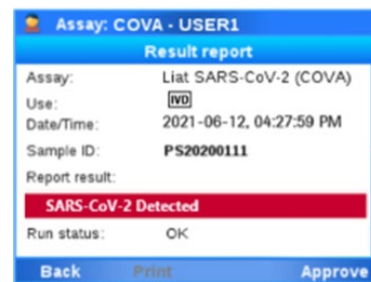 Assay: COVA - USER1
Result report
Assay: Liat SARS-CoV-2 (COVA)
Use: IVD
Date/Time: 2021-06-12, 04:27:59 PM
Sample ID: PS20200111
Report result:
SARS-CoV-2 Detected
Run status: OK
Back Print Approve